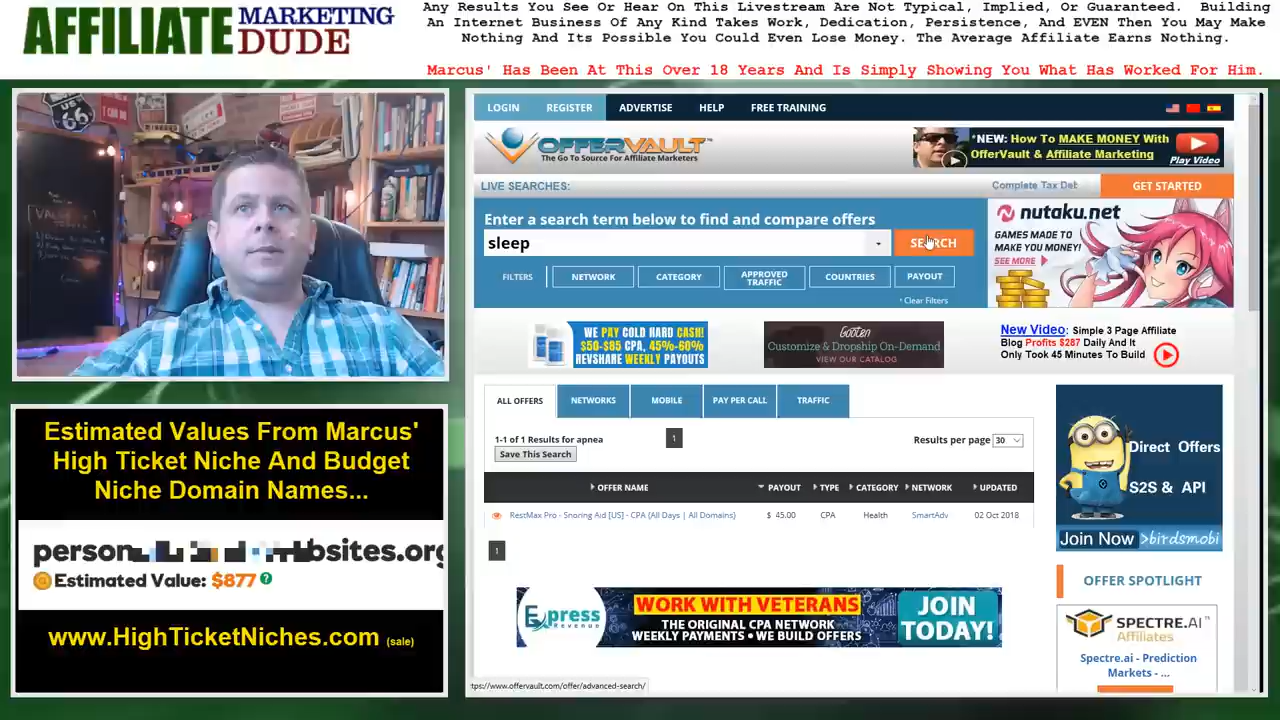 AFFILIATE MARKETING DUDE
Any Results You See or Hear On This Livestream Are Not Typical, Implied, Or Guaranteed. Building
An Internet Business Of Any Kind Takes Work, Dedication, Persistence, And EVEN Then You May Make
Nothing And Its Possible You Could Even Lose Money. The Average Affiliate Earns Nothing.
Marcus' Has Been At This Over 18 Years And Is Simply Showing You What Has Worked For Him.
66
Estimated Values From Marcus'
High Ticket Niche And Budget
Niche Domain Names...
Estimated Value: $877
www.HighTicketNiches.com (sale)
LOGIN REGISTER ADVERTISE HELP FREE TRAINING
OFFERVAULT™
The Go To Source For Affiliate Marketers
*NEW: How To MAKE MONEY With
OfferVault & Affiliate Marketing
Play Video
LIVE SEARCHES: Complete Tax Deb GET STARTED
Enter a search term below to find and compare offers
sleep SEARCH
FILTERS NETWORK CATEGORY APPROVED TRAFFIC COUNTRIES PAYOUT
* Clear Filters
nutaku.net
GAMES MADE TO
MAKE YOU MONEY!
SEE MORE
WE PAY COLD HARD CASH!
$50-$85 CPA, 45%-60%
REVSHARE WEEKLY PAYOUTS
Gooten
Customize & Dropship On-Demand
VIEW OUR CATALOG
New Video: Simple 3 Page Affiliate
Blog Profits $287 Daily And It
Only Took 45 Minutes To Build
ALL OFFERS NETWORKS MOBILE PAY PER CALL TRAFFIC
1-1 of 1 Results for apnea 1 Results per page 30
Save This Search
OFFER NAME PAYOUT TYPE CATEGORY NETWORK UPDATED
RestMax Pro - Snoring Aid [US] - CPA (All Days | All Domains) $ 45.00 CPA Health SmartAdv 02 Oct 2018
1
Direct Offers
S2S & API
Join Now >birdsmobi
Express
Revenue
WORK WITH VETERANS
THE ORIGINAL CPA NETWORK
WEEKLY PAYMENTS • WE BUILD OFFERS
JOIN
TODAY!
OFFER SPOTLIGHT
SPECTRE.AI™
Affiliates
Spectre.ai - Prediction
Markets - ...
ttps://www.offervault.com/offer/advanced-search/